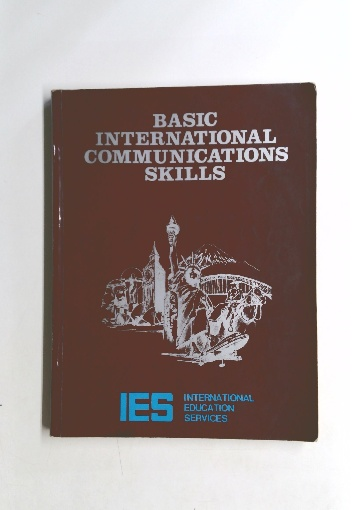 BASIC
INTERNATIONAL
COMMUNICATIONS
SKILLS
IES
INTERNATIONAL
EDUCATION
SERVICES